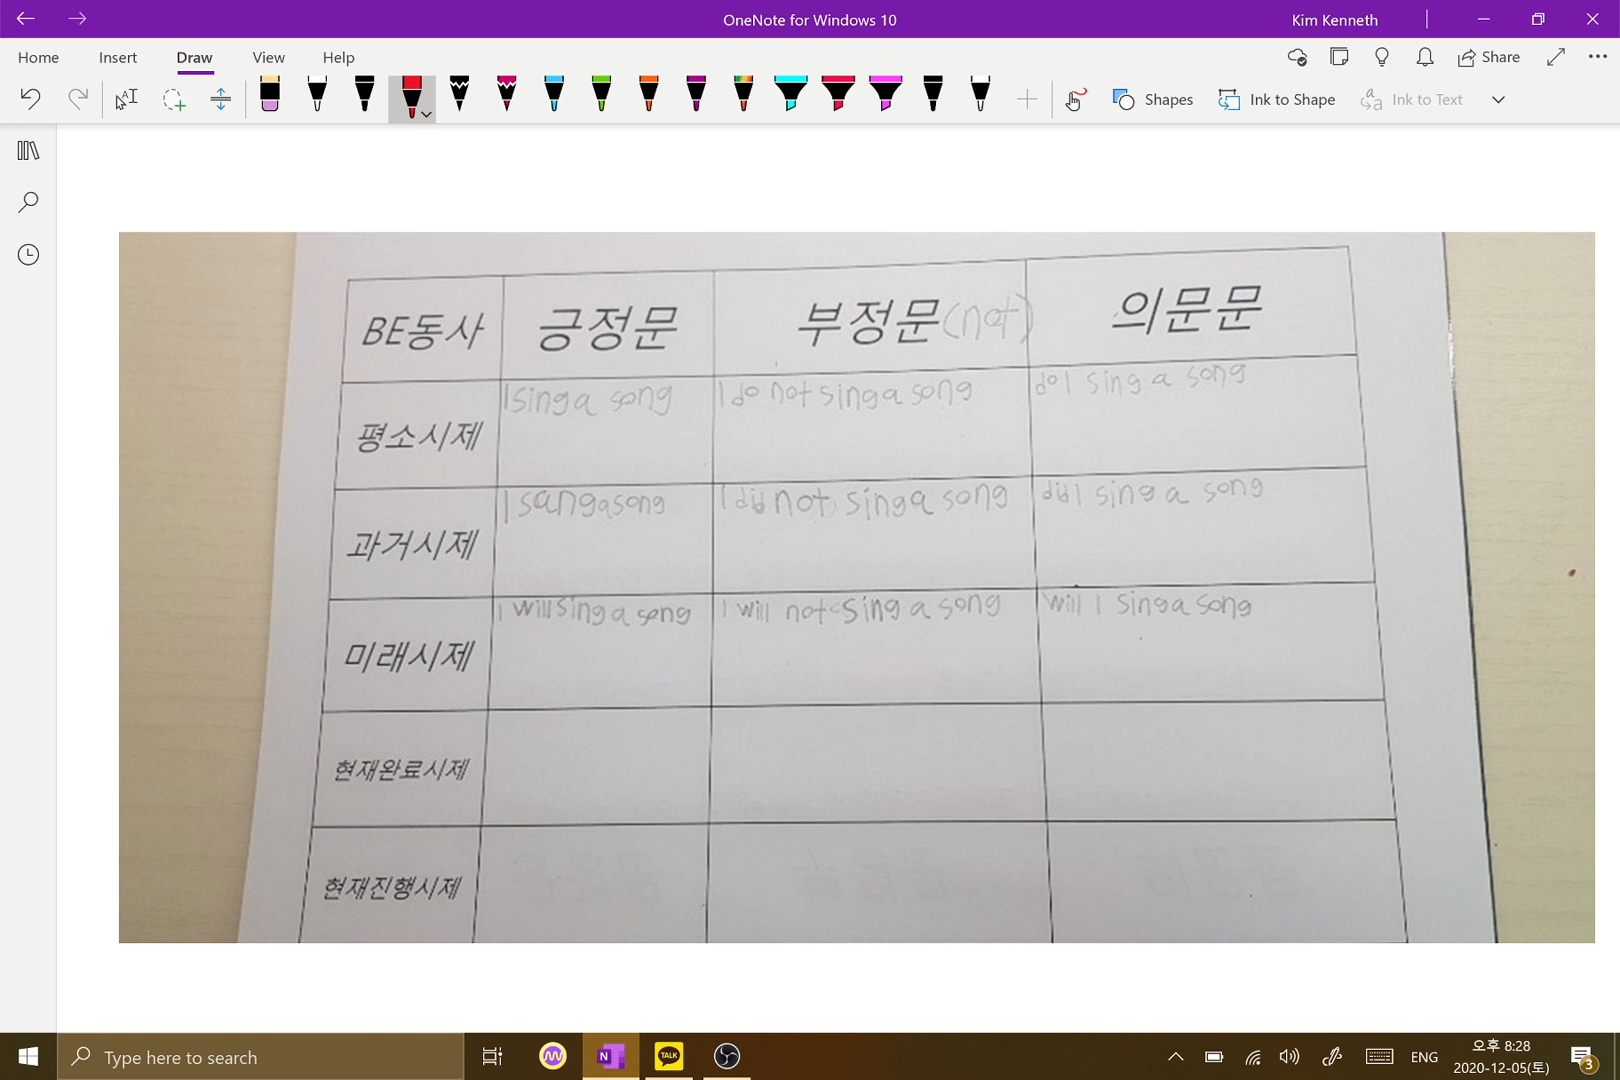 OneNote for Windows 10
Kim Kenneth
Home Insert Draw View Help
Share
Shapes
Ink to Shape
Ink to Text
BE동사 긍정문 부정문(not) 의문문
평소시제 I sing a song I do not sing a song do I sing a song
과거시제 I sang a song I did not sing a song did I sing a song
미래시제 I will sing a song I will not sing a song will I sing a song
현재완료시제
현재진행시제
Type here to search
N
TALK
ENG
오후 8:28
2020-12-05(토)
3